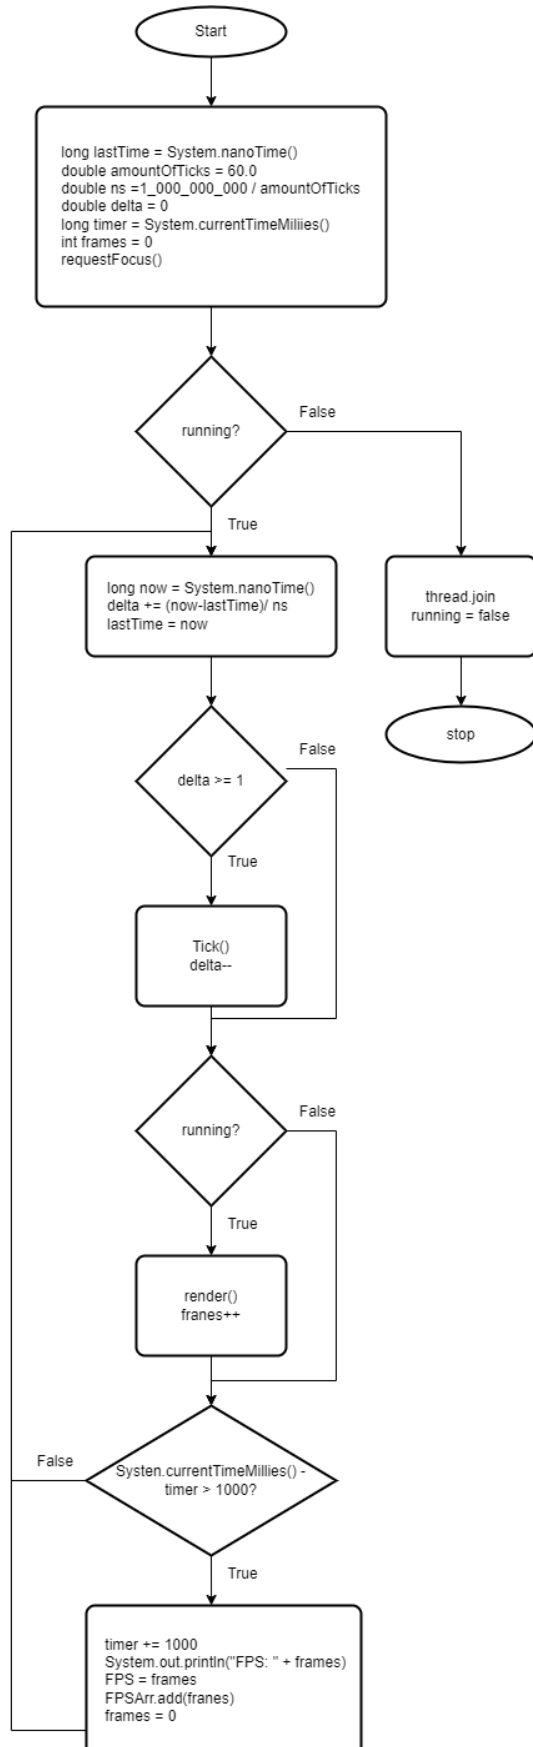 Start
long lastTime = System.nanoTime()
double amountOfTicks = 60.0
double ns =1_000_000_000 / amountOfTicks
double delta = 0
long timer = System.currentTimeMiliies()
int frames = 0
requestFocus()
running?
False
True
long now = System.nanoTime()
delta += (now-lastTime)/ ns
lastTime = now
thread.join
running = false
stop
delta >= 1
False
True
Tick()
delta--
running?
False
True
render()
franes++
False
Systen.currentTimeMillies() -
timer > 1000?
True
timer += 1000
System.out.println("FPS: " + frames)
FPS = frames
FPSArr.add(franes)
frames = 0